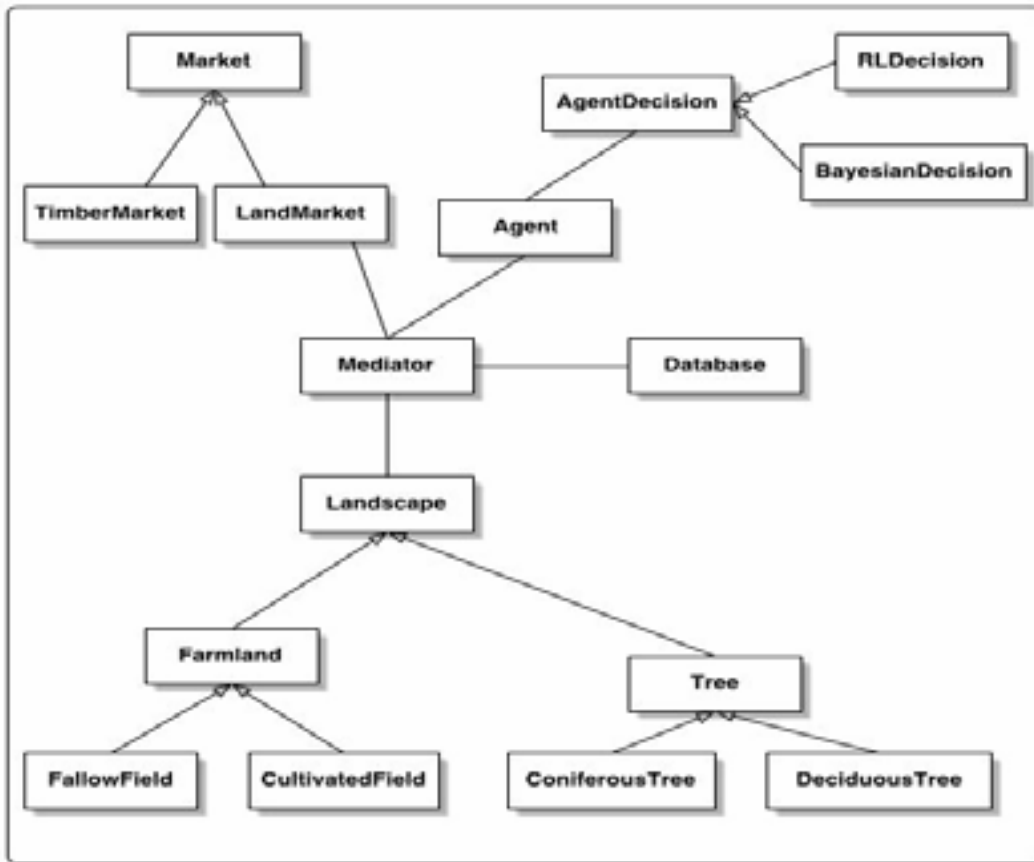 Market
RLDecision
AgentDecision
BayesianDecision
TimberMarket
LandMarket
Agent
Mediator
Database
Landscape
Farmland
Tree
FallowField
CultivatedField
ConiferousTree
DeciduousTree